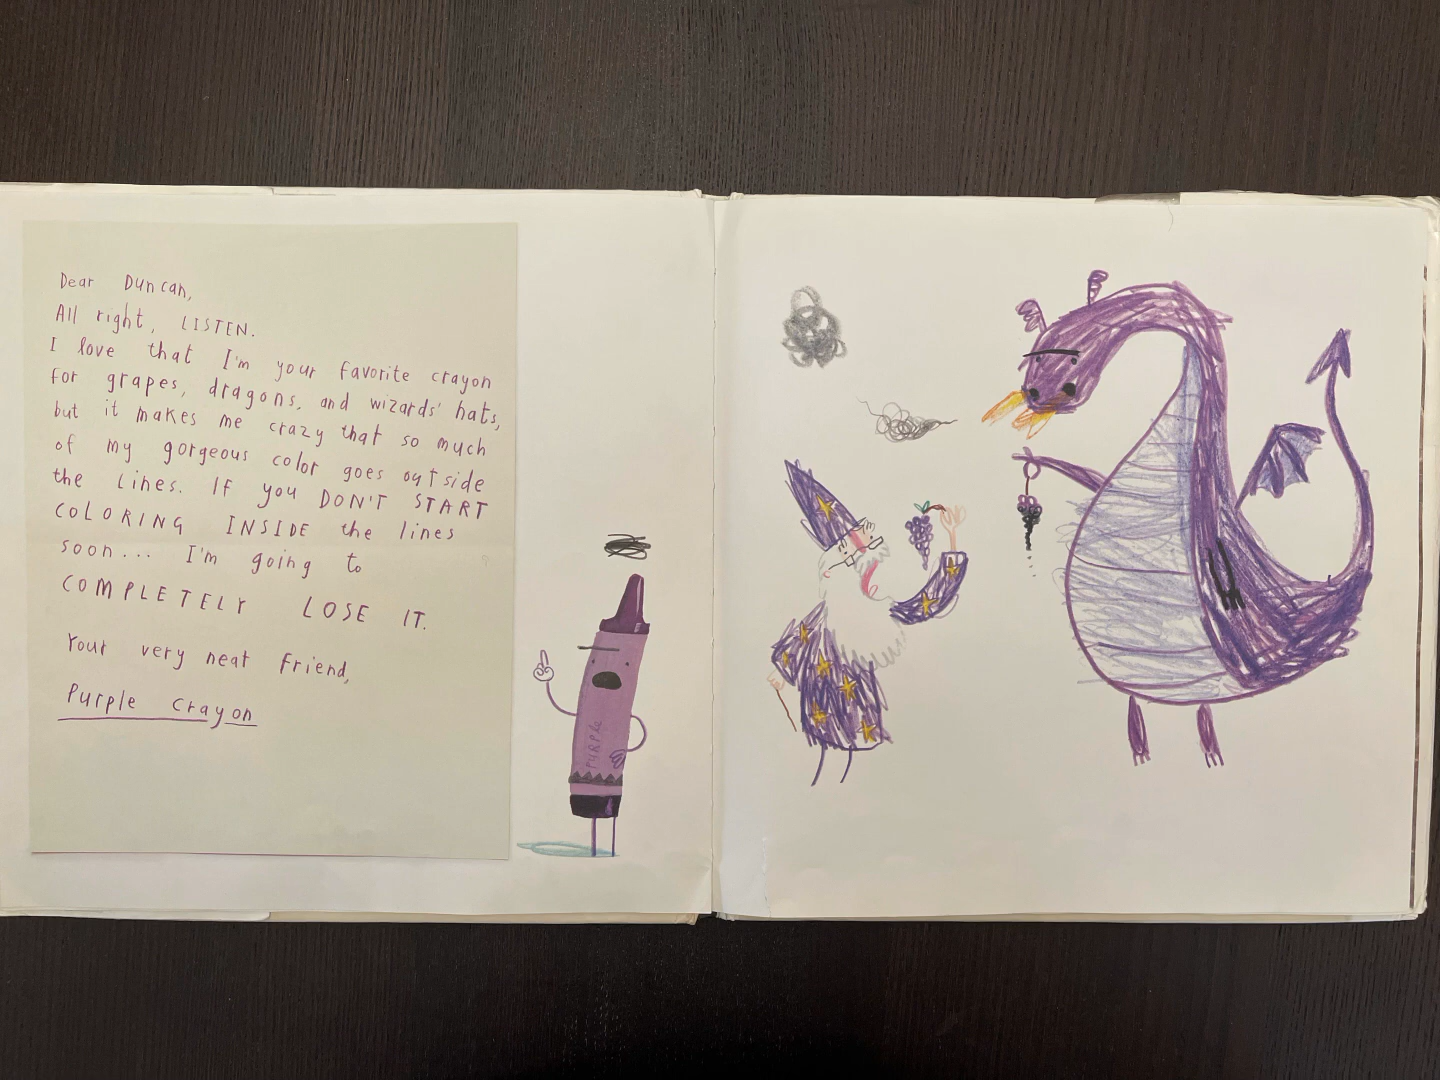 Dear Duncan,
All right, LISTEN.
I love that I'm your favorite crayon
for grapes, dragons, and wizards' hats,
but it makes me crazy that so much
of my gorgeous color goes outside
the lines. If you DON'T START
COLORING INSIDE the lines
soon... I'm going to
COMPLETELY LOSE IT.
Your very neat friend,
Purple Crayon
PURPLE